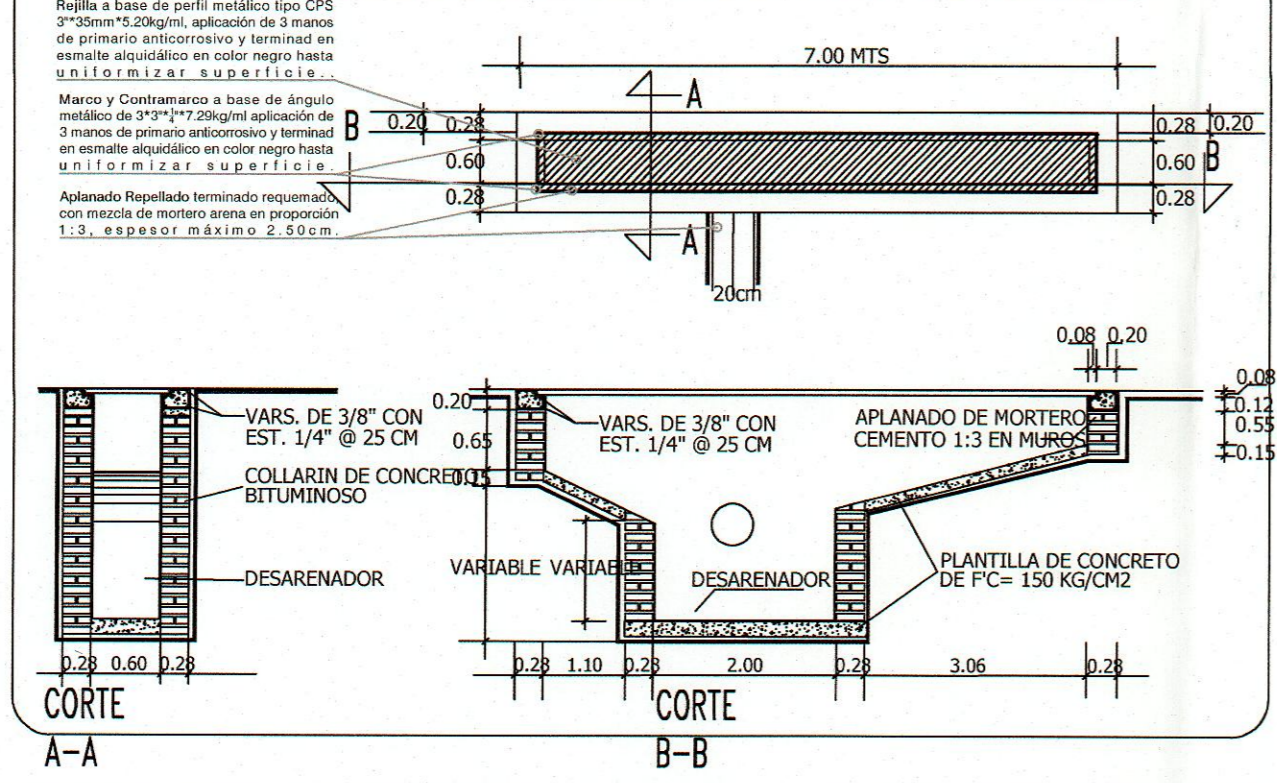 Rejilla a base de perfil metálico tipo CPS
3"*35mm*5.20kg/ml, aplicación de 3 manos
de primario anticorrosivo y terminad en
esmalte alquidálico en color negro hasta
uniformizar superficie..
Marco y Contramarco a base de ángulo
metálico de 3*3"*1/4"*7.29kg/ml aplicación de
3 manos de primario anticorrosivo y terminad
en esmalte alquidálico en color negro hasta
uniformizar superficie.
Aplanado Repellado terminado requemado
con mezcla de mortero arena en proporción
1:3, espesor máximo 2.50cm.
7.00 MTS
A
B
0.20
0.28
0.60
0.28
0.28
0.20
0.60
B
0.28
A
20cm
VARS. DE 3/8" CON
EST. 1/4" @ 25 CM
COLLARIN DE CONCRETO
BITUMINOSO
DESARENADOR
0.28 0.60 0.28
CORTE
A-A
0.08 0.20
0.20
0.65
0.15
VARS. DE 3/8" CON
EST. 1/4" @ 25 CM
APLANADO DE MORTERO
CEMENTO 1:3 EN MUROS
0.08
0.12
0.55
0.15
VARIABLE VARIABLE
DESARENADOR
PLANTILLA DE CONCRETO
DE F'C= 150 KG/CM2
0.28 1.10 0.28 2.00 0.28 3.06 0.28
CORTE
B-B